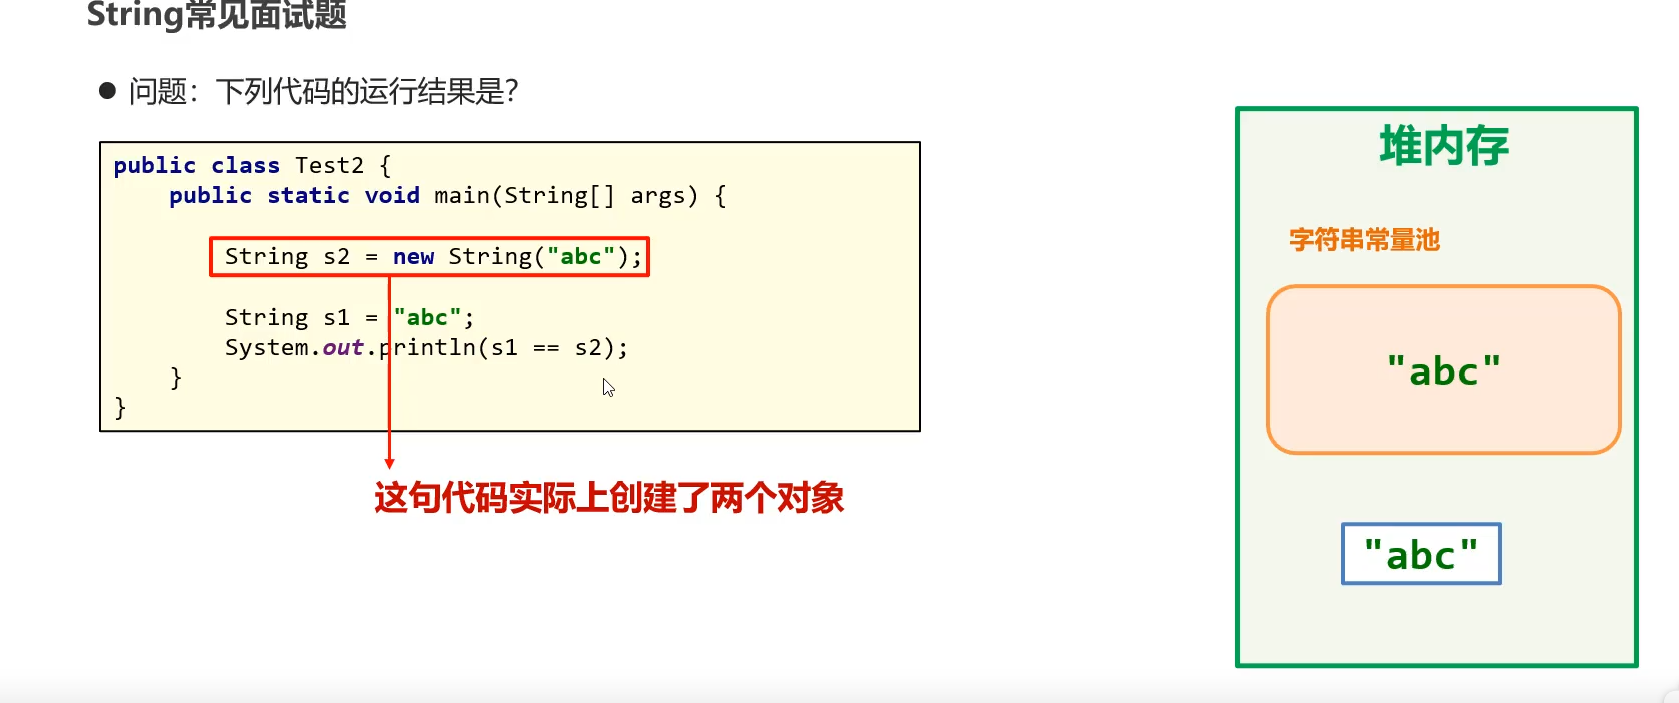 String常见面试题
● 问题：下列代码的运行结果是？
public class Test2 {
    public static void main(String[] args) {
        String s2 = new String("abc");
        String s1 = "abc";
        System.out.println(s1 == s2);
    }
}
这句代码实际上创建了两个对象
堆内存
字符串常量池
"abc"
"abc"